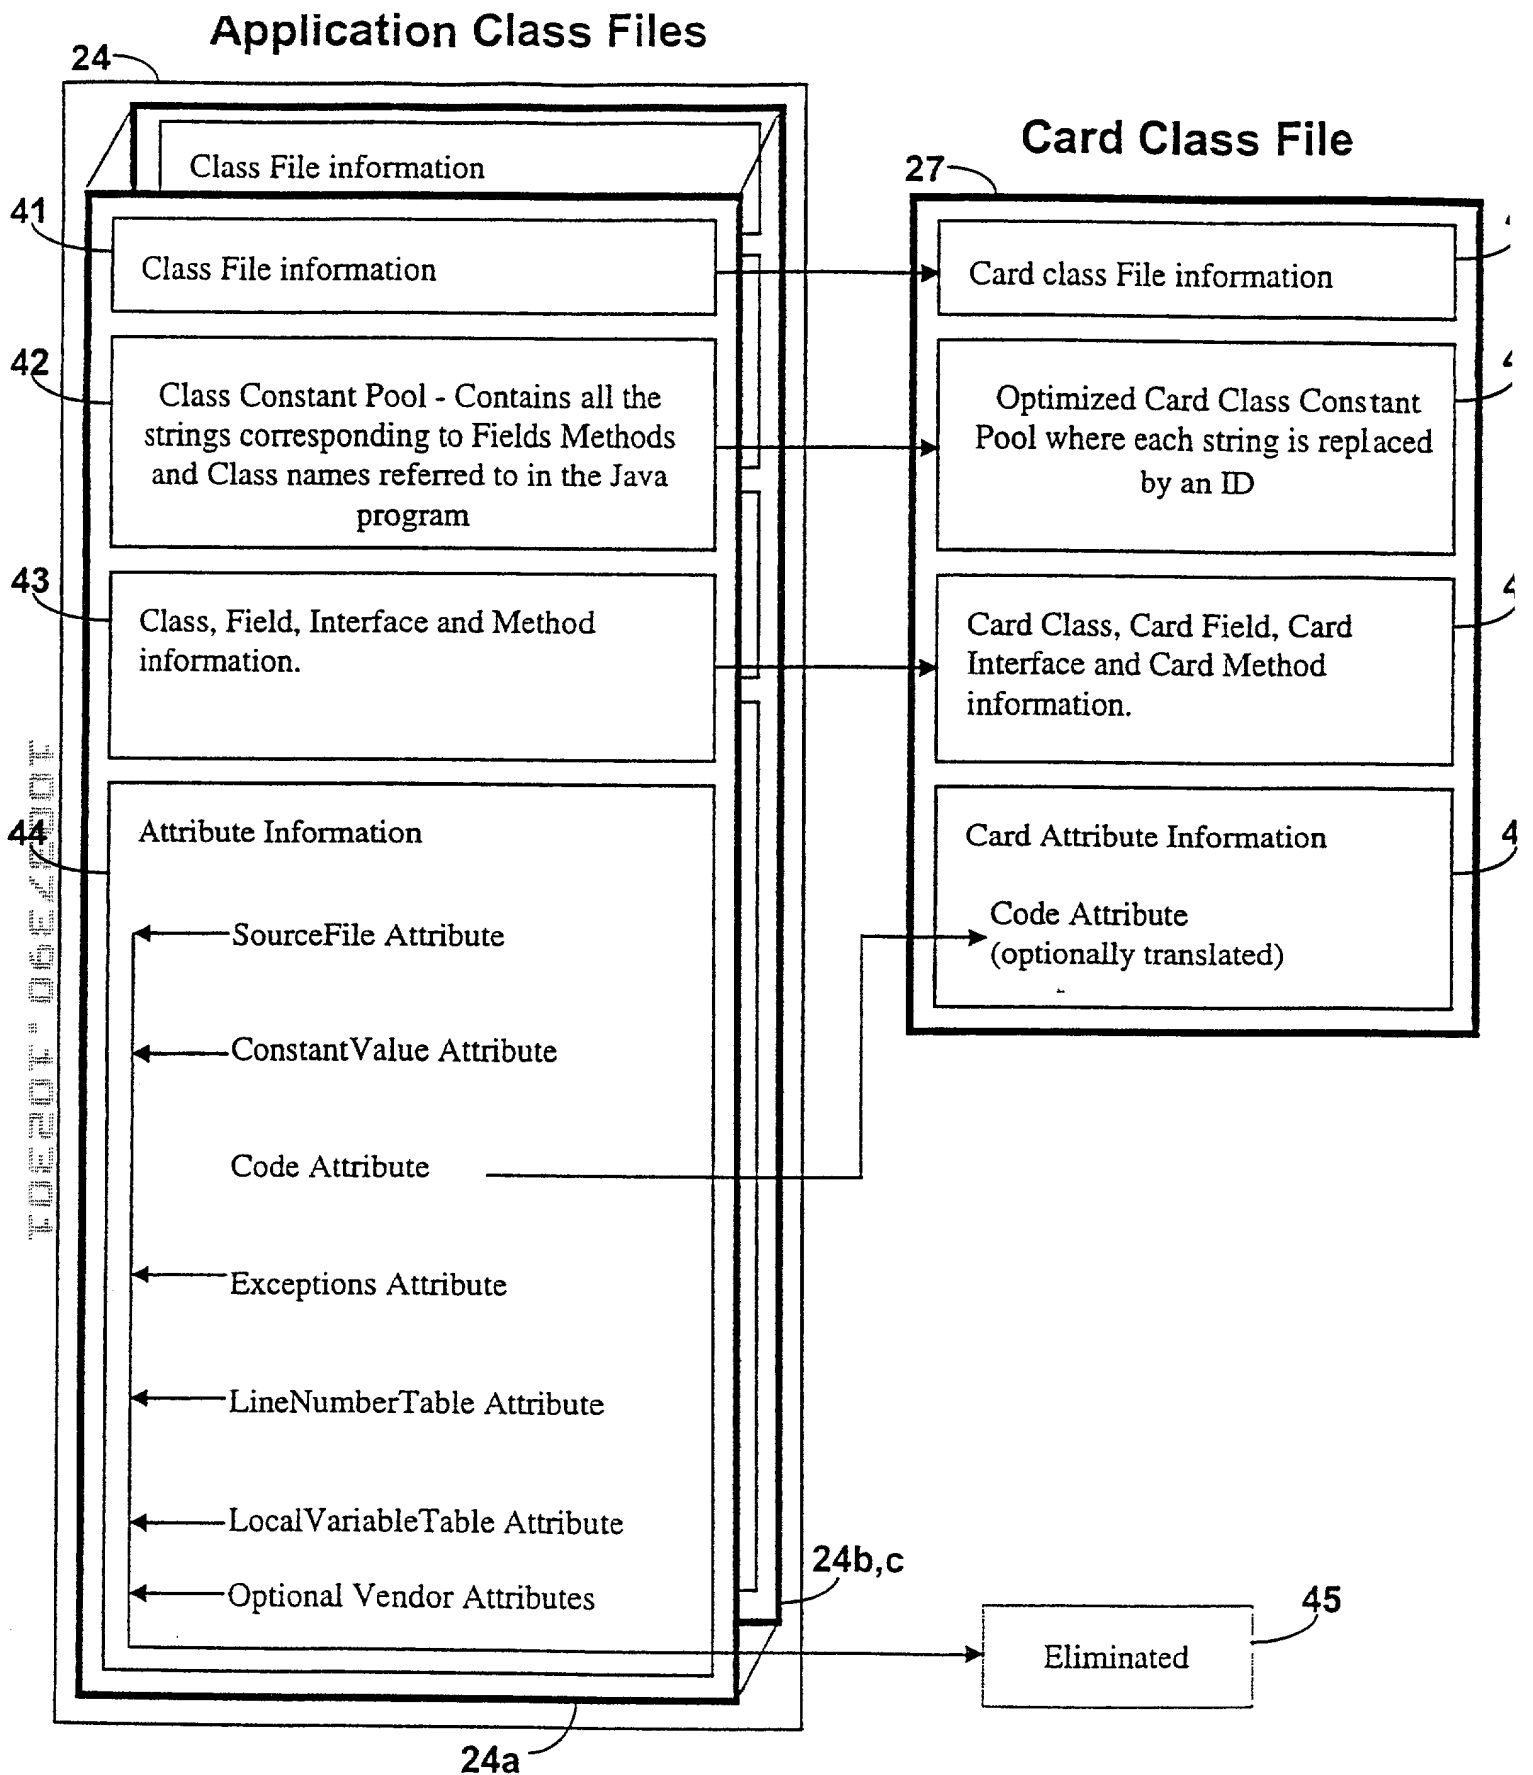 Application Class Files
24
Class File information
Card Class File
27
41
Class File information
Card class File information
42
Class Constant Pool - Contains all the
strings corresponding to Fields Methods
and Class names referred to in the Java
program
Optimized Card Class Constant
Pool where each string is replaced
by an ID
43
Class, Field, Interface and Method
information.
Card Class, Card Field, Card
Interface and Card Method
information.
44
Attribute Information
SourceFile Attribute
ConstantValue Attribute
Code Attribute
Exceptions Attribute
LineNumberTable Attribute
LocalVariableTable Attribute
Optional Vendor Attributes
Card Attribute Information
Code Attribute
(optionally translated)
24b,c
45
Eliminated
24a